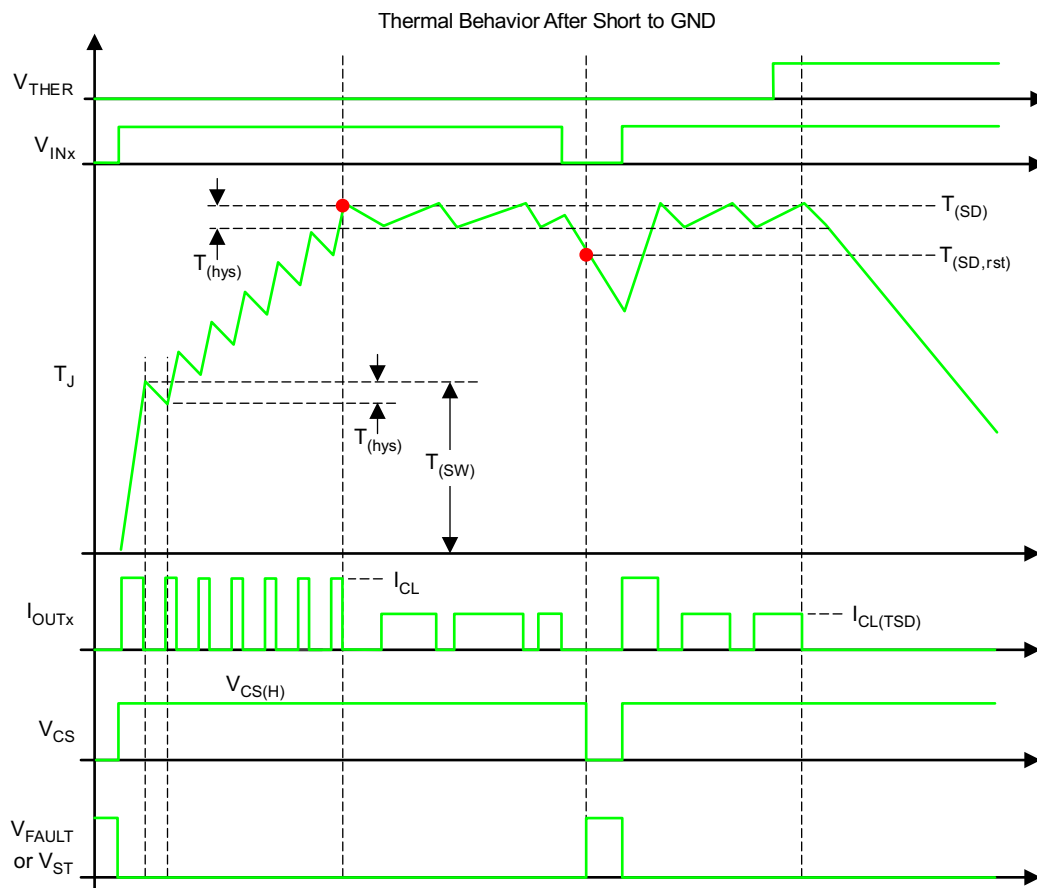 Thermal Behavior After Short to GND
VTHER
VINx
T(SD)
T(hys)
T(SD,rst)
TJ
T(hys)
T(SW)
ICL
IOUTx
ICL(TSD)
VCS(H)
VCS
VFAULT
or VST